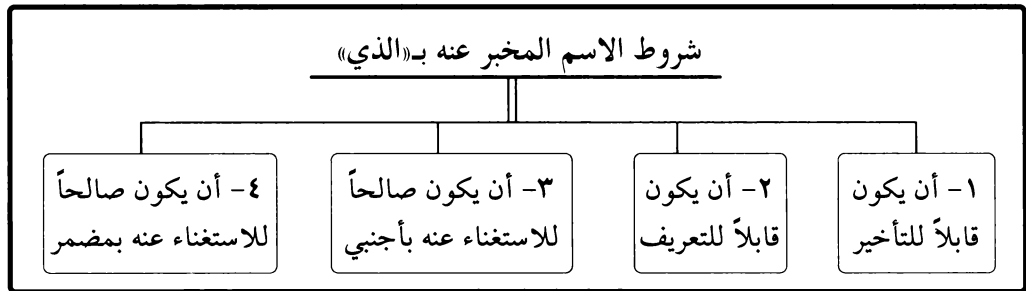 شروط الاسم المخبر عنه بـ«الذي»
١- أن يكون
قابلاً للتأخير
٢- أن يكون
قابلاً للتعريف
٣- أن يكون صالحاً
للاستغناء عنه بأجنبي
٤- أن يكون صالحاً
للاستغناء عنه بمضمر